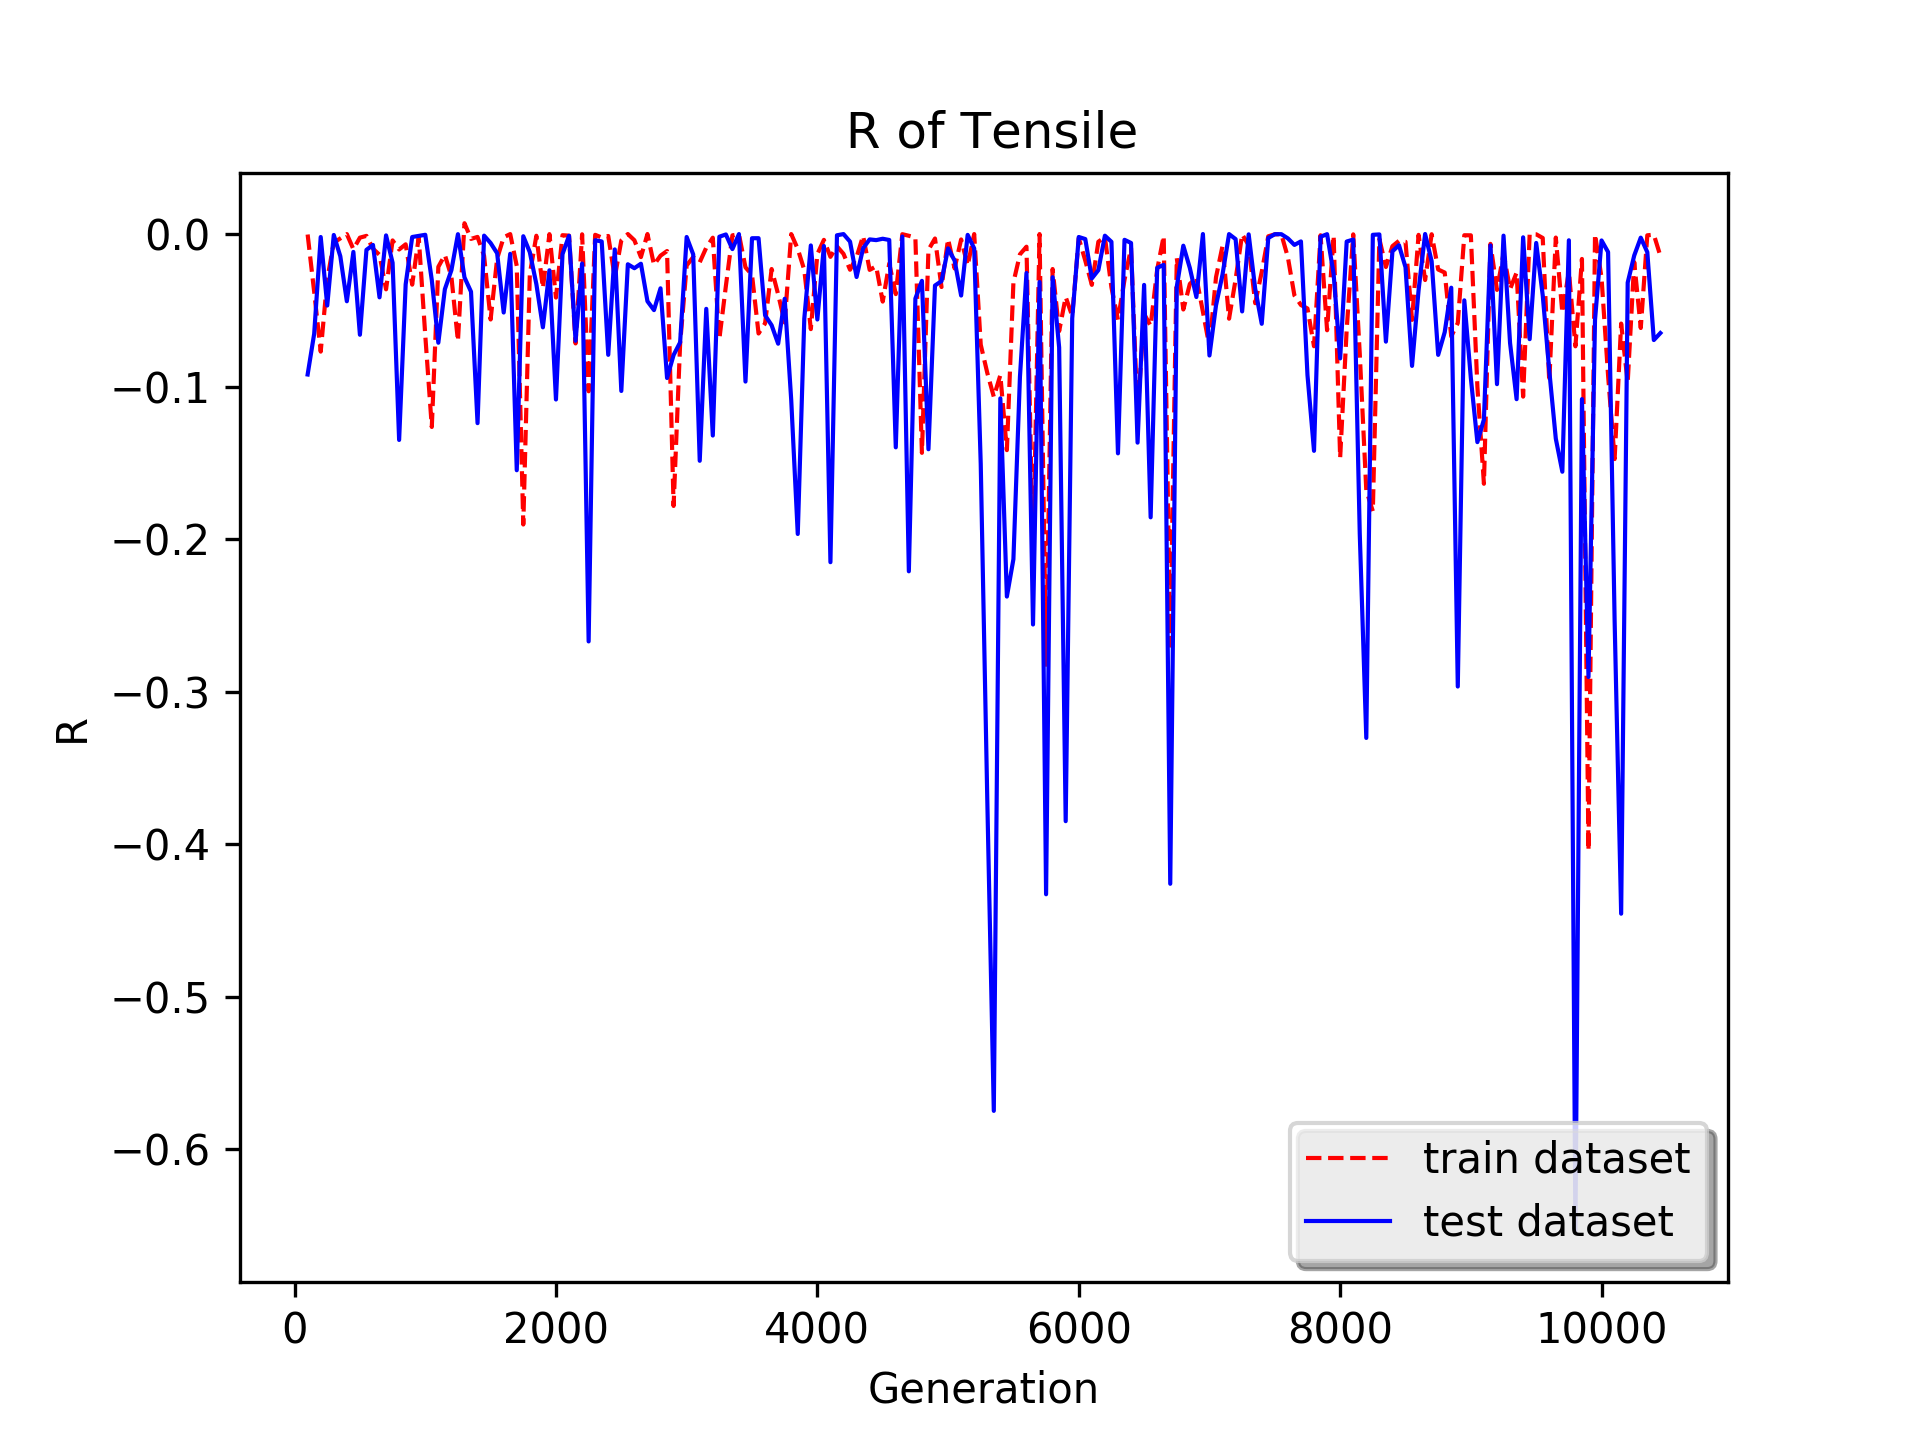 R of Tensile
R
0.0
−0.1
−0.2
−0.3
−0.4
−0.5
−0.6
train dataset
test dataset
0 2000 4000 6000 8000 10000
Generation